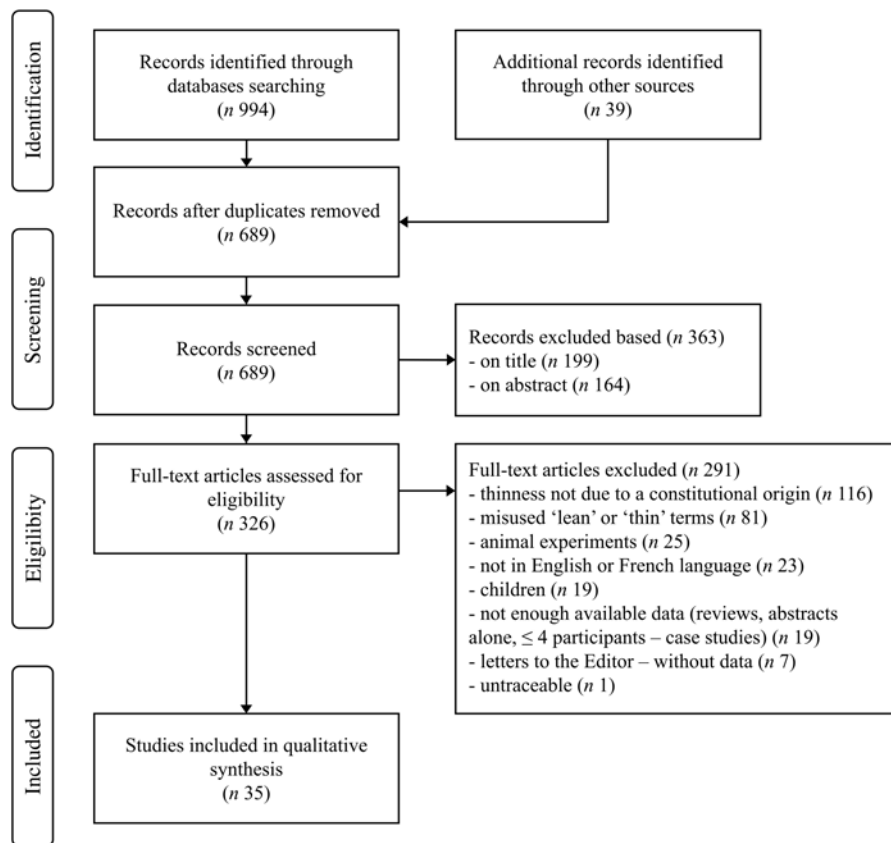 Identification
Records identified through
databases searching
(n 994)
Additional records identified
through other sources
(n 39)
Records after duplicates removed
(n 689)
Screening
Records screened
(n 689)
Records excluded based (n 363)
- on title (n 199)
- on abstract (n 164)
Eligilibity
Full-text articles assessed for
eligibility
(n 326)
Full-text articles excluded (n 291)
- thinness not due to a constitutional origin (n 116)
- misused ‘lean’ or ‘thin’ terms (n 81)
- animal experiments (n 25)
- not in English or French language (n 23)
- children (n 19)
- not enough available data (reviews, abstracts
alone, ≤ 4 participants – case studies) (n 19)
- letters to the Editor – without data (n 7)
- untraceable (n 1)
Included
Studies included in qualitative
synthesis
(n 35)